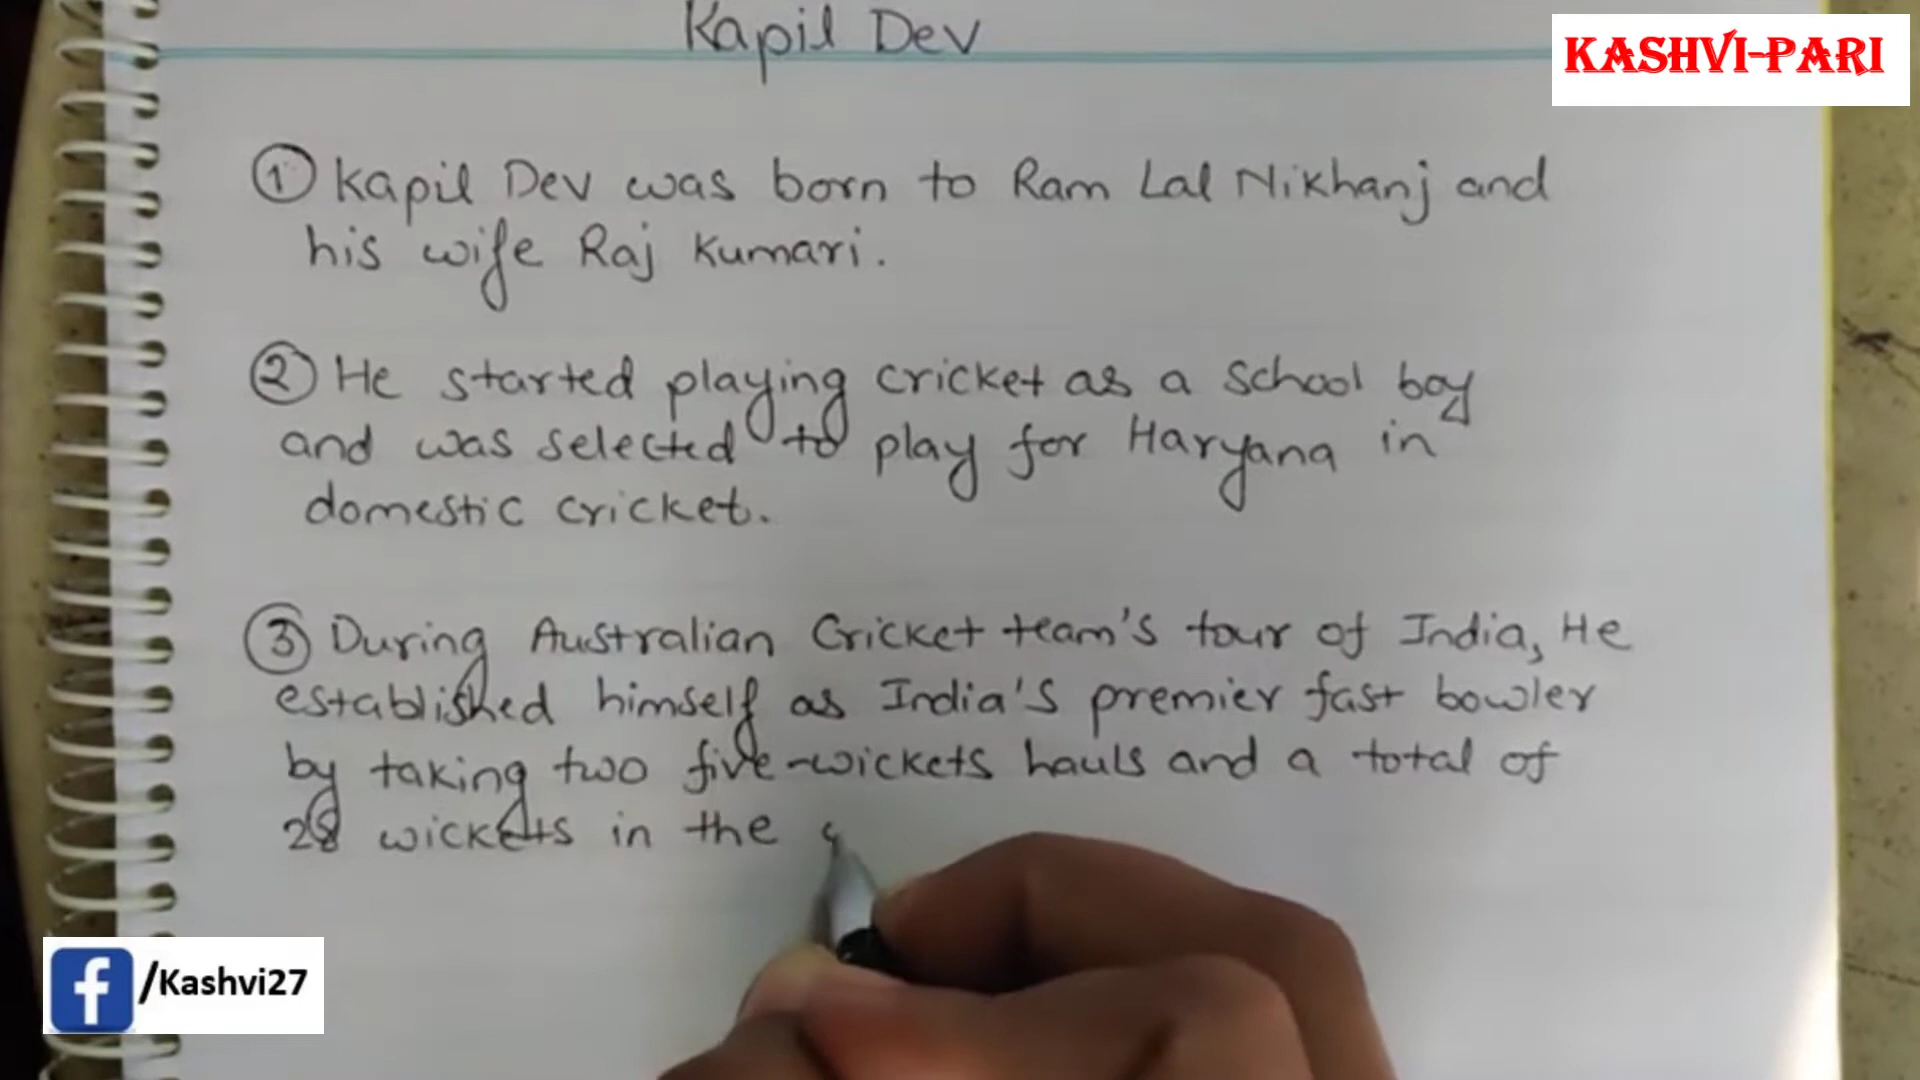 Kapil Dev
KASHVI-PARI
① Kapil Dev was born to Ram Lal Nikhanj and
his wife Raj Kumari.
② He started playing cricket as a school boy
and was selected to play for Haryana in
domestic cricket.
③ During Australian Cricket team's tour of India, He
established himself as India's premier fast bowler
by taking two five-wickets hauls and a total of
28 wickets in the
f/Kashvi27